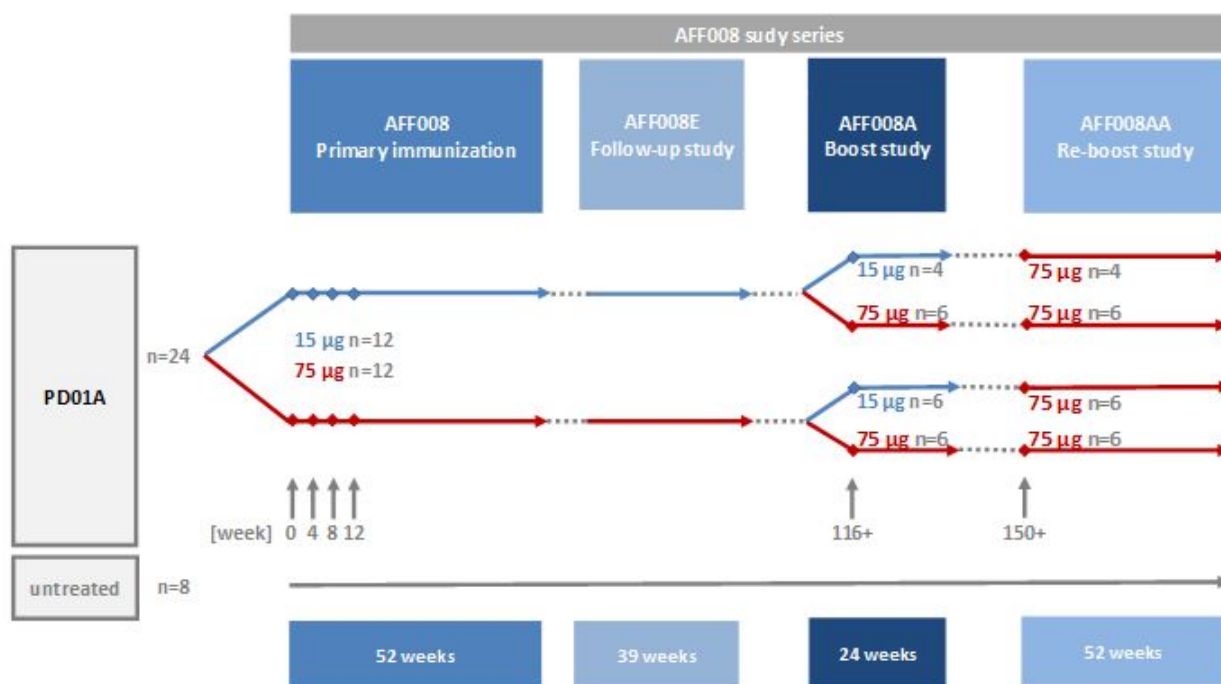 AFF008 sudy series
AFF008
Primary immunization
AFF008E
Follow-up study
AFF008A
Boost study
AFF008AA
Re-boost study
PD01A
n=24
15 µg n=12
75 µg n=12
15 µg n=4
75 µg n=4
75 µg n=6
75 µg n=6
15 µg n=6
75 µg n=6
75 µg n=6
75 µg n=6
[week] 0 4 8 12
116+
150+
untreated
n=8
52 weeks
39 weeks
24 weeks
52 weeks